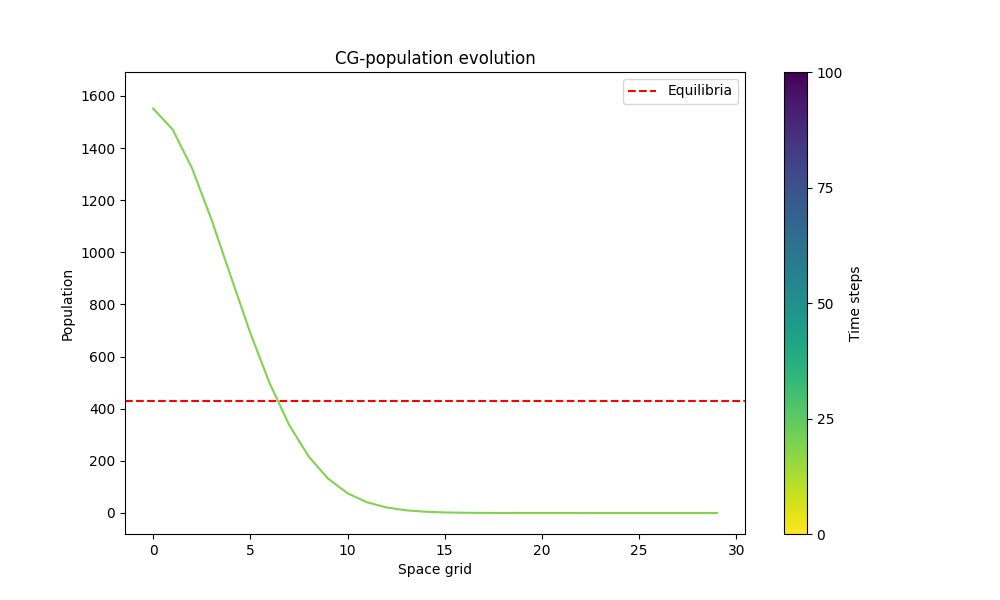 CG-population evolution
Equilibria
Population
1600
1400
1200
1000
800
600
400
200
0
0 5 10 15 20 25 30
Space grid
100
75
50
25
0
Time steps